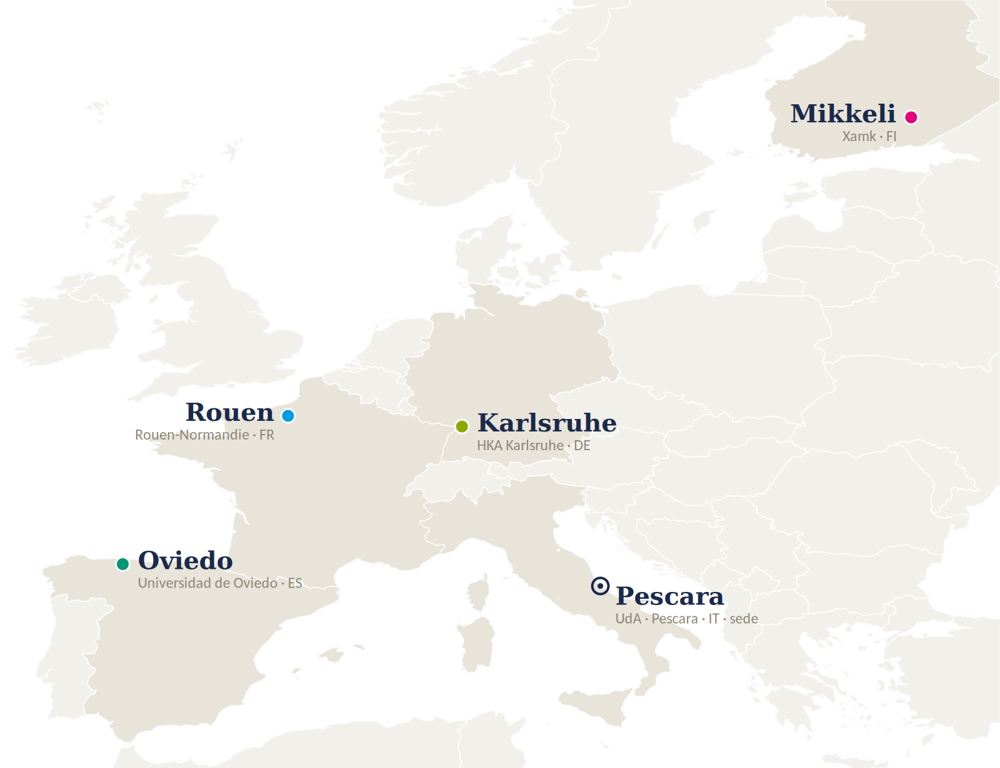 Mikkeli
Xamk · FI
Rouen
Rouen-Normandie · FR
Karlsruhe
HKA Karlsruhe · DE
Oviedo
Universidad de Oviedo · ES
Pescara
UdA · Pescara · IT · sede